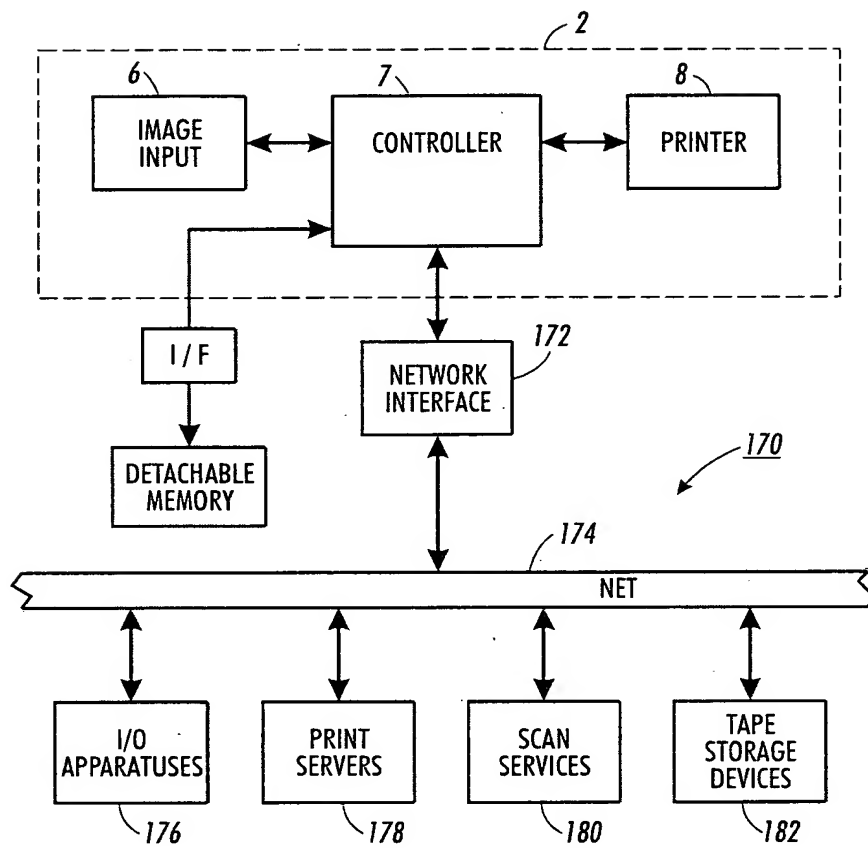 2
6
7
8
IMAGE
INPUT
CONTROLLER
PRINTER
I / F
172
NETWORK
INTERFACE
DETACHABLE
MEMORY
170
174
NET
I/O
APPARATUSES
PRINT
SERVERS
SCAN
SERVICES
TAPE
STORAGE
DEVICES
176
178
180
182